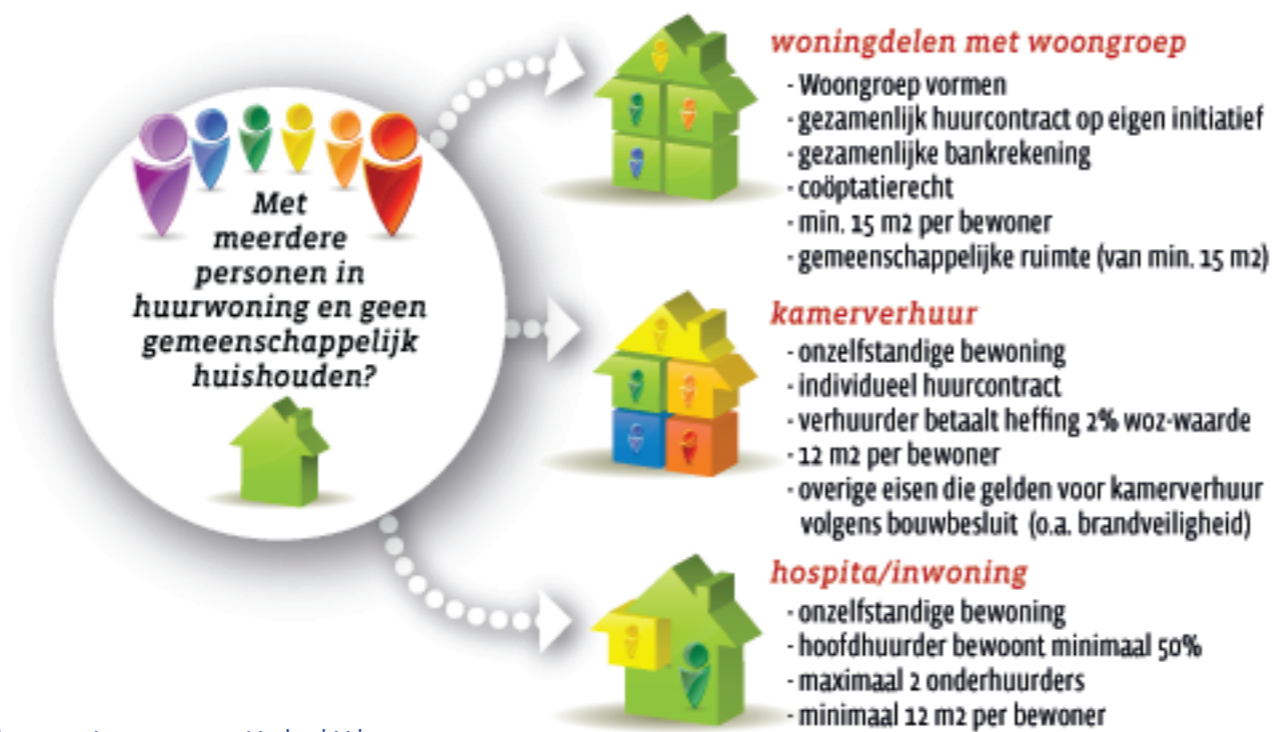 Met
meerdere
personen in
huurwoning en geen
gemeenschappelijk
huishouden?
woningdelen met woongroep
- Woongroep vormen
- gezamenlijk huurcontract op eigen initiatief
- gezamenlijke bankrekening
- coöptatierecht
- min. 15 m2 per bewoner
- gemeenschappelijke ruimte (van min. 15 m2)
kamerverhuur
- onzelfstandige bewoning
- individueel huurcontract
- verhuurder betaalt heffing 2% woz-waarde
- 12 m2 per bewoner
- overige eisen die gelden voor kamerverhuur
volgens bouwbesluit (o.a. brandveiligheid)
hospita/inwoning
- onzelfstandige bewoning
- hoofdhuurder bewoont minimaal 50%
- maximaal 2 onderhuurders
- minimaal 12 m2 per bewoner